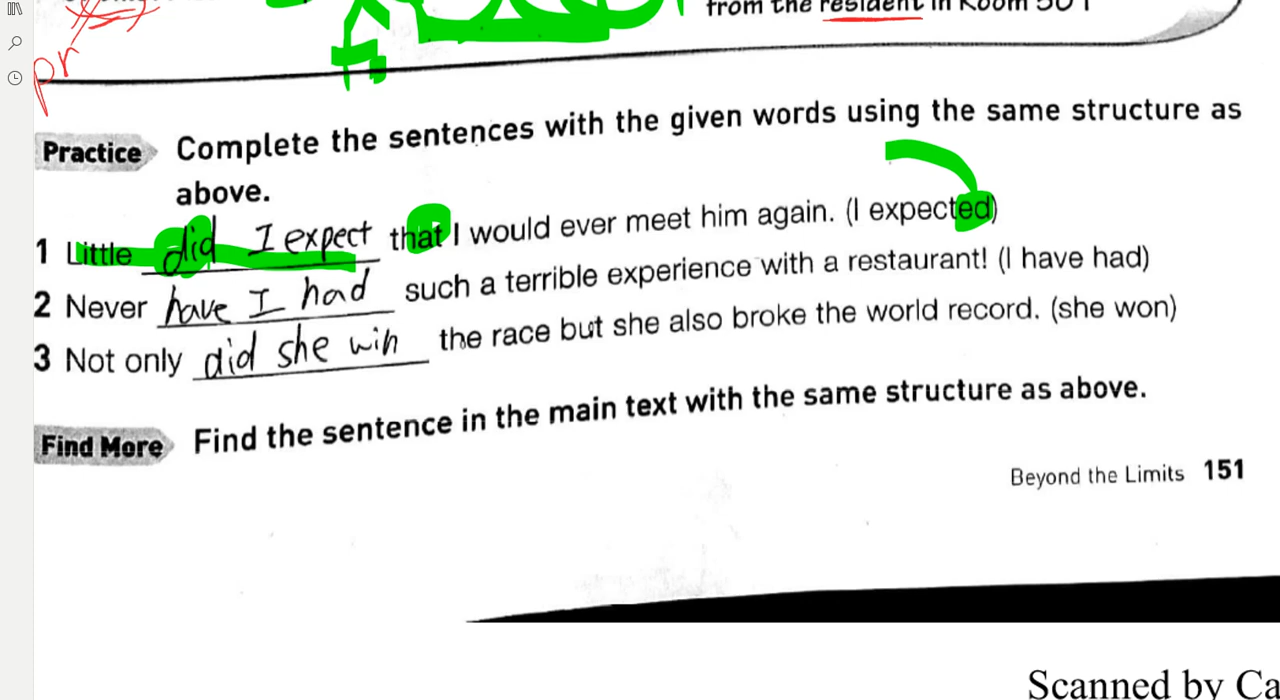 from the resident in Room 501
pr
Practice Complete the sentences with the given words using the same structure as
above.
1 Little did I expect that I would ever meet him again. (I expected)
2 Never have I had such a terrible experience with a restaurant! (I have had)
3 Not only did she win the race but she also broke the world record. (she won)
Find More Find the sentence in the main text with the same structure as above.
Beyond the Limits 151
Scanned by Ca